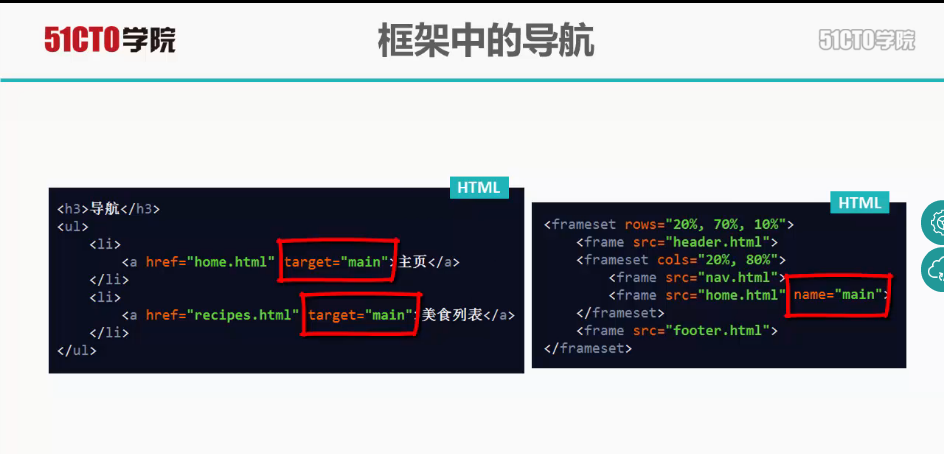 51CTO学院
框架中的导航
51CTO学院
HTML
<h3>导航</h3>
<ul>
<li>
<a href="home.html" target="main">主页</a>
</li>
<li>
<a href="recipes.html" target="main">美食列表</a>
</li>
</ul>
HTML
<frameset rows="20%, 70%, 10%">
<frame src="header.html">
<frameset cols="20%, 80%">
<frame src="nav.html">
<frame src="home.html" name="main">
</frameset>
<frame src="footer.html">
</frameset>